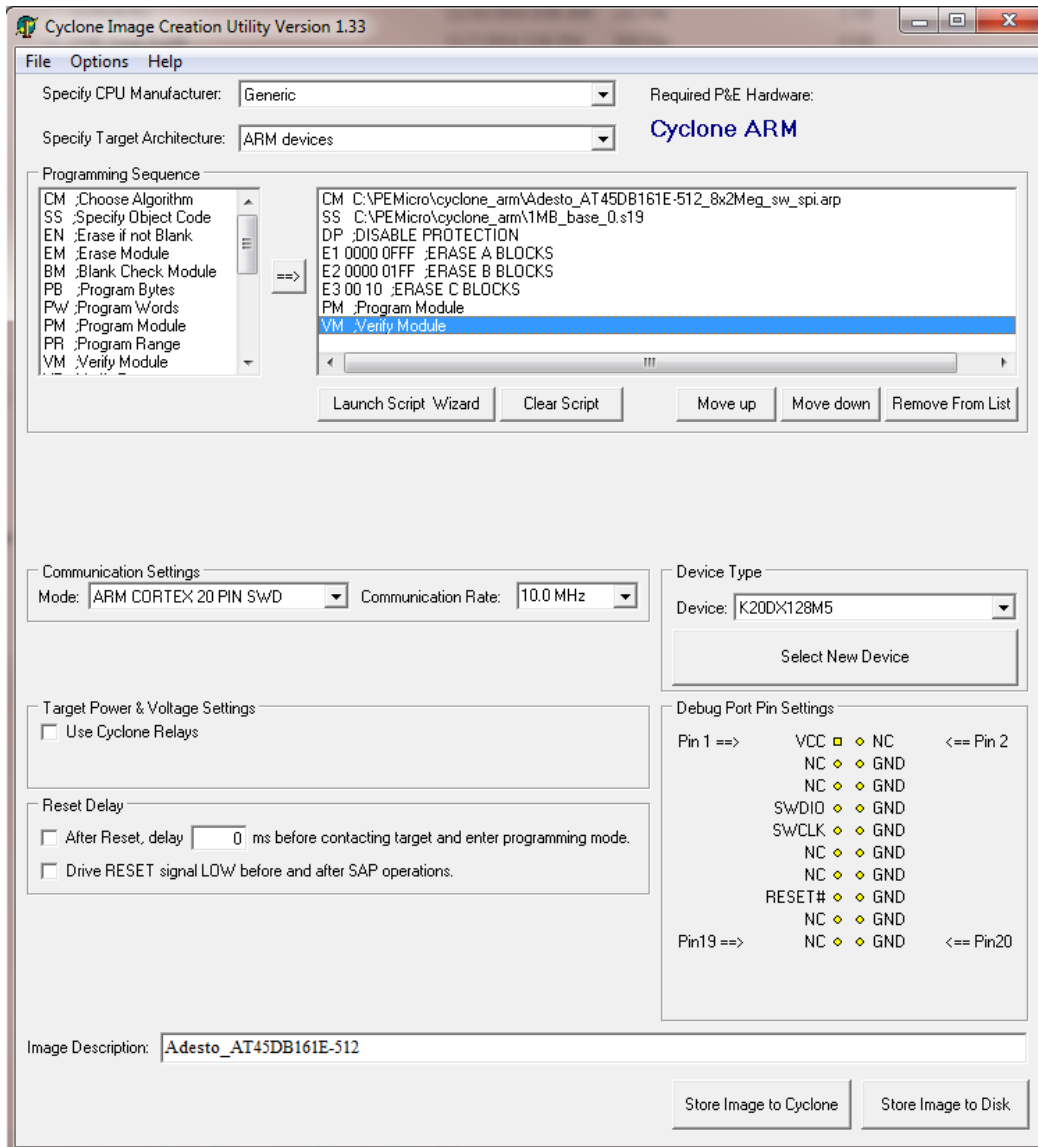 Cyclone Image Creation Utility Version 1.33
File Options Help
Specify CPU Manufacturer: Generic
Required P&E Hardware:
Specify Target Architecture: ARM devices
Cyclone ARM
Programming Sequence
CM ;Choose Algorithm
SS ;Specify Object Code
EN ;Erase if not Blank
EM ;Erase Module
BM ;Blank Check Module
PB ;Program Bytes
PW ;Program Words
PM ;Program Module
PR ;Program Range
VM ;Verify Module
==>
CM C:\PEMicro\cyclone_arm\Adesto_AT45DB161E-512_8x2Meg_sw_spi.arp
SS C:\PEMicro\cyclone_arm\1MB_base_0.s19
DP ;DISABLE PROTECTION
E1 0000 0FFF ;ERASE A BLOCKS
E2 0000 01FF ;ERASE B BLOCKS
E3 00 10 ;ERASE C BLOCKS
PM ;Program Module
VM ;Verify Module
Launch Script Wizard Clear Script Move up Move down Remove From List
Communication Settings
Mode: ARM CORTEX 20 PIN SWD Communication Rate: 10.0 MHz
Device Type
Device: K20DX128M5
Select New Device
Target Power & Voltage Settings
Use Cyclone Relays
Reset Delay
After Reset, delay 0 ms before contacting target and enter programming mode.
Drive RESET signal LOW before and after SAP operations.
Debug Port Pin Settings
Pin 1 ==> VCC NC <== Pin 2
NC GND
NC GND
SWDIO GND
SWCLK GND
NC GND
NC GND
RESET# GND
NC GND
Pin19 ==> NC GND <== Pin20
Image Description: Adesto_AT45DB161E-512
Store Image to Cyclone Store Image to Disk